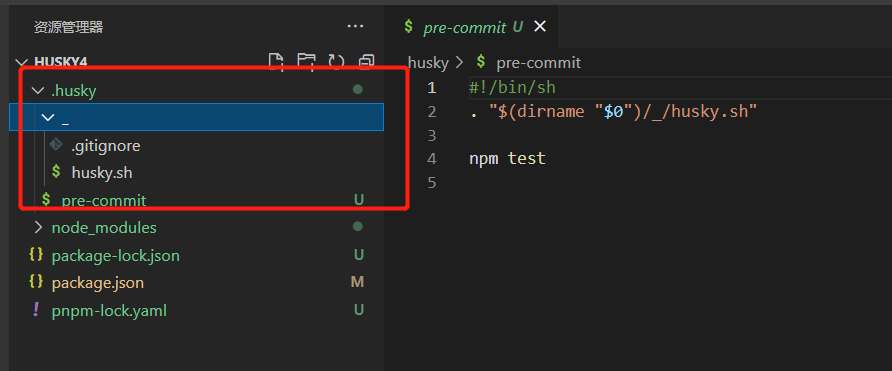 资源管理器 ···
HUSKY4
.husky
_
.gitignore
$ husky.sh
$ pre-commit U
node_modules
{} package-lock.json U
{} package.json M
! pnpm-lock.yaml U
$ pre-commit U ×
husky > $ pre-commit
1 #!/bin/sh
2 . "$(dirname "$0")/_/husky.sh"
3
4 npm test
5